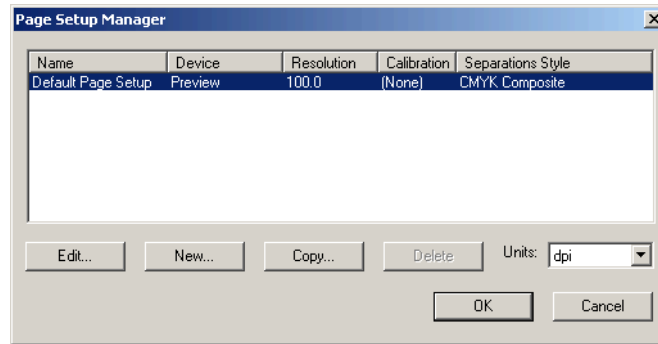 Page Setup Manager
Name Device Resolution Calibration Separations Style
Default Page Setup Preview 100.0 (None) CMYK Composite
Edit... New... Copy... Delete Units: dpi
OK Cancel